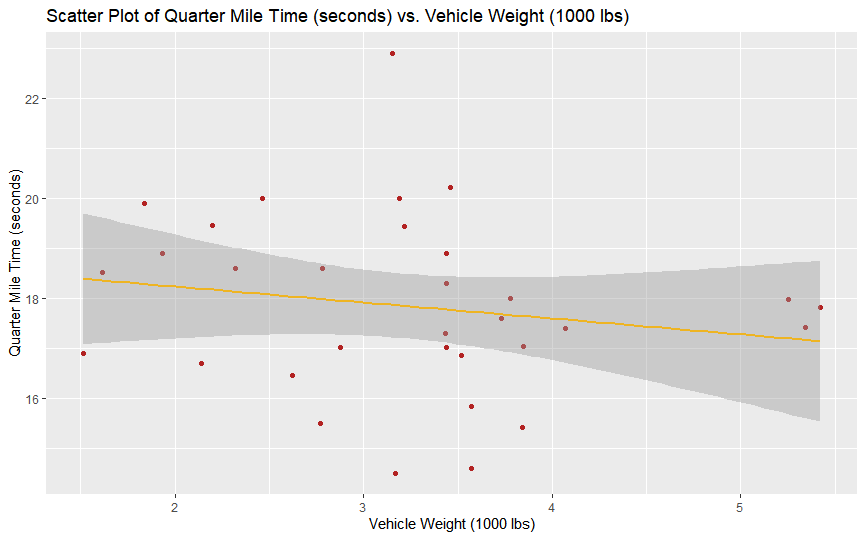 Scatter Plot of Quarter Mile Time (seconds) vs. Vehicle Weight (1000 lbs)
Quarter Mile Time (seconds)
22
20
18
16
2 3 4 5
Vehicle Weight (1000 lbs)